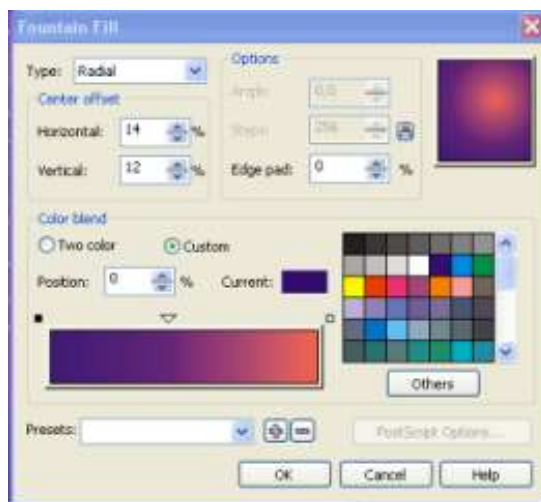 Fountain Fill
Type: Radial
Options
Angle: 0,0
Center offset
Horizontal: 14 %
Steps: 256
Vertical: 12 %
Edge pad: 0 %
Color blend
Two color
Custom
Position: 0 %
Current:
Others
Presets:
PostScript Options...
OK
Cancel
Help